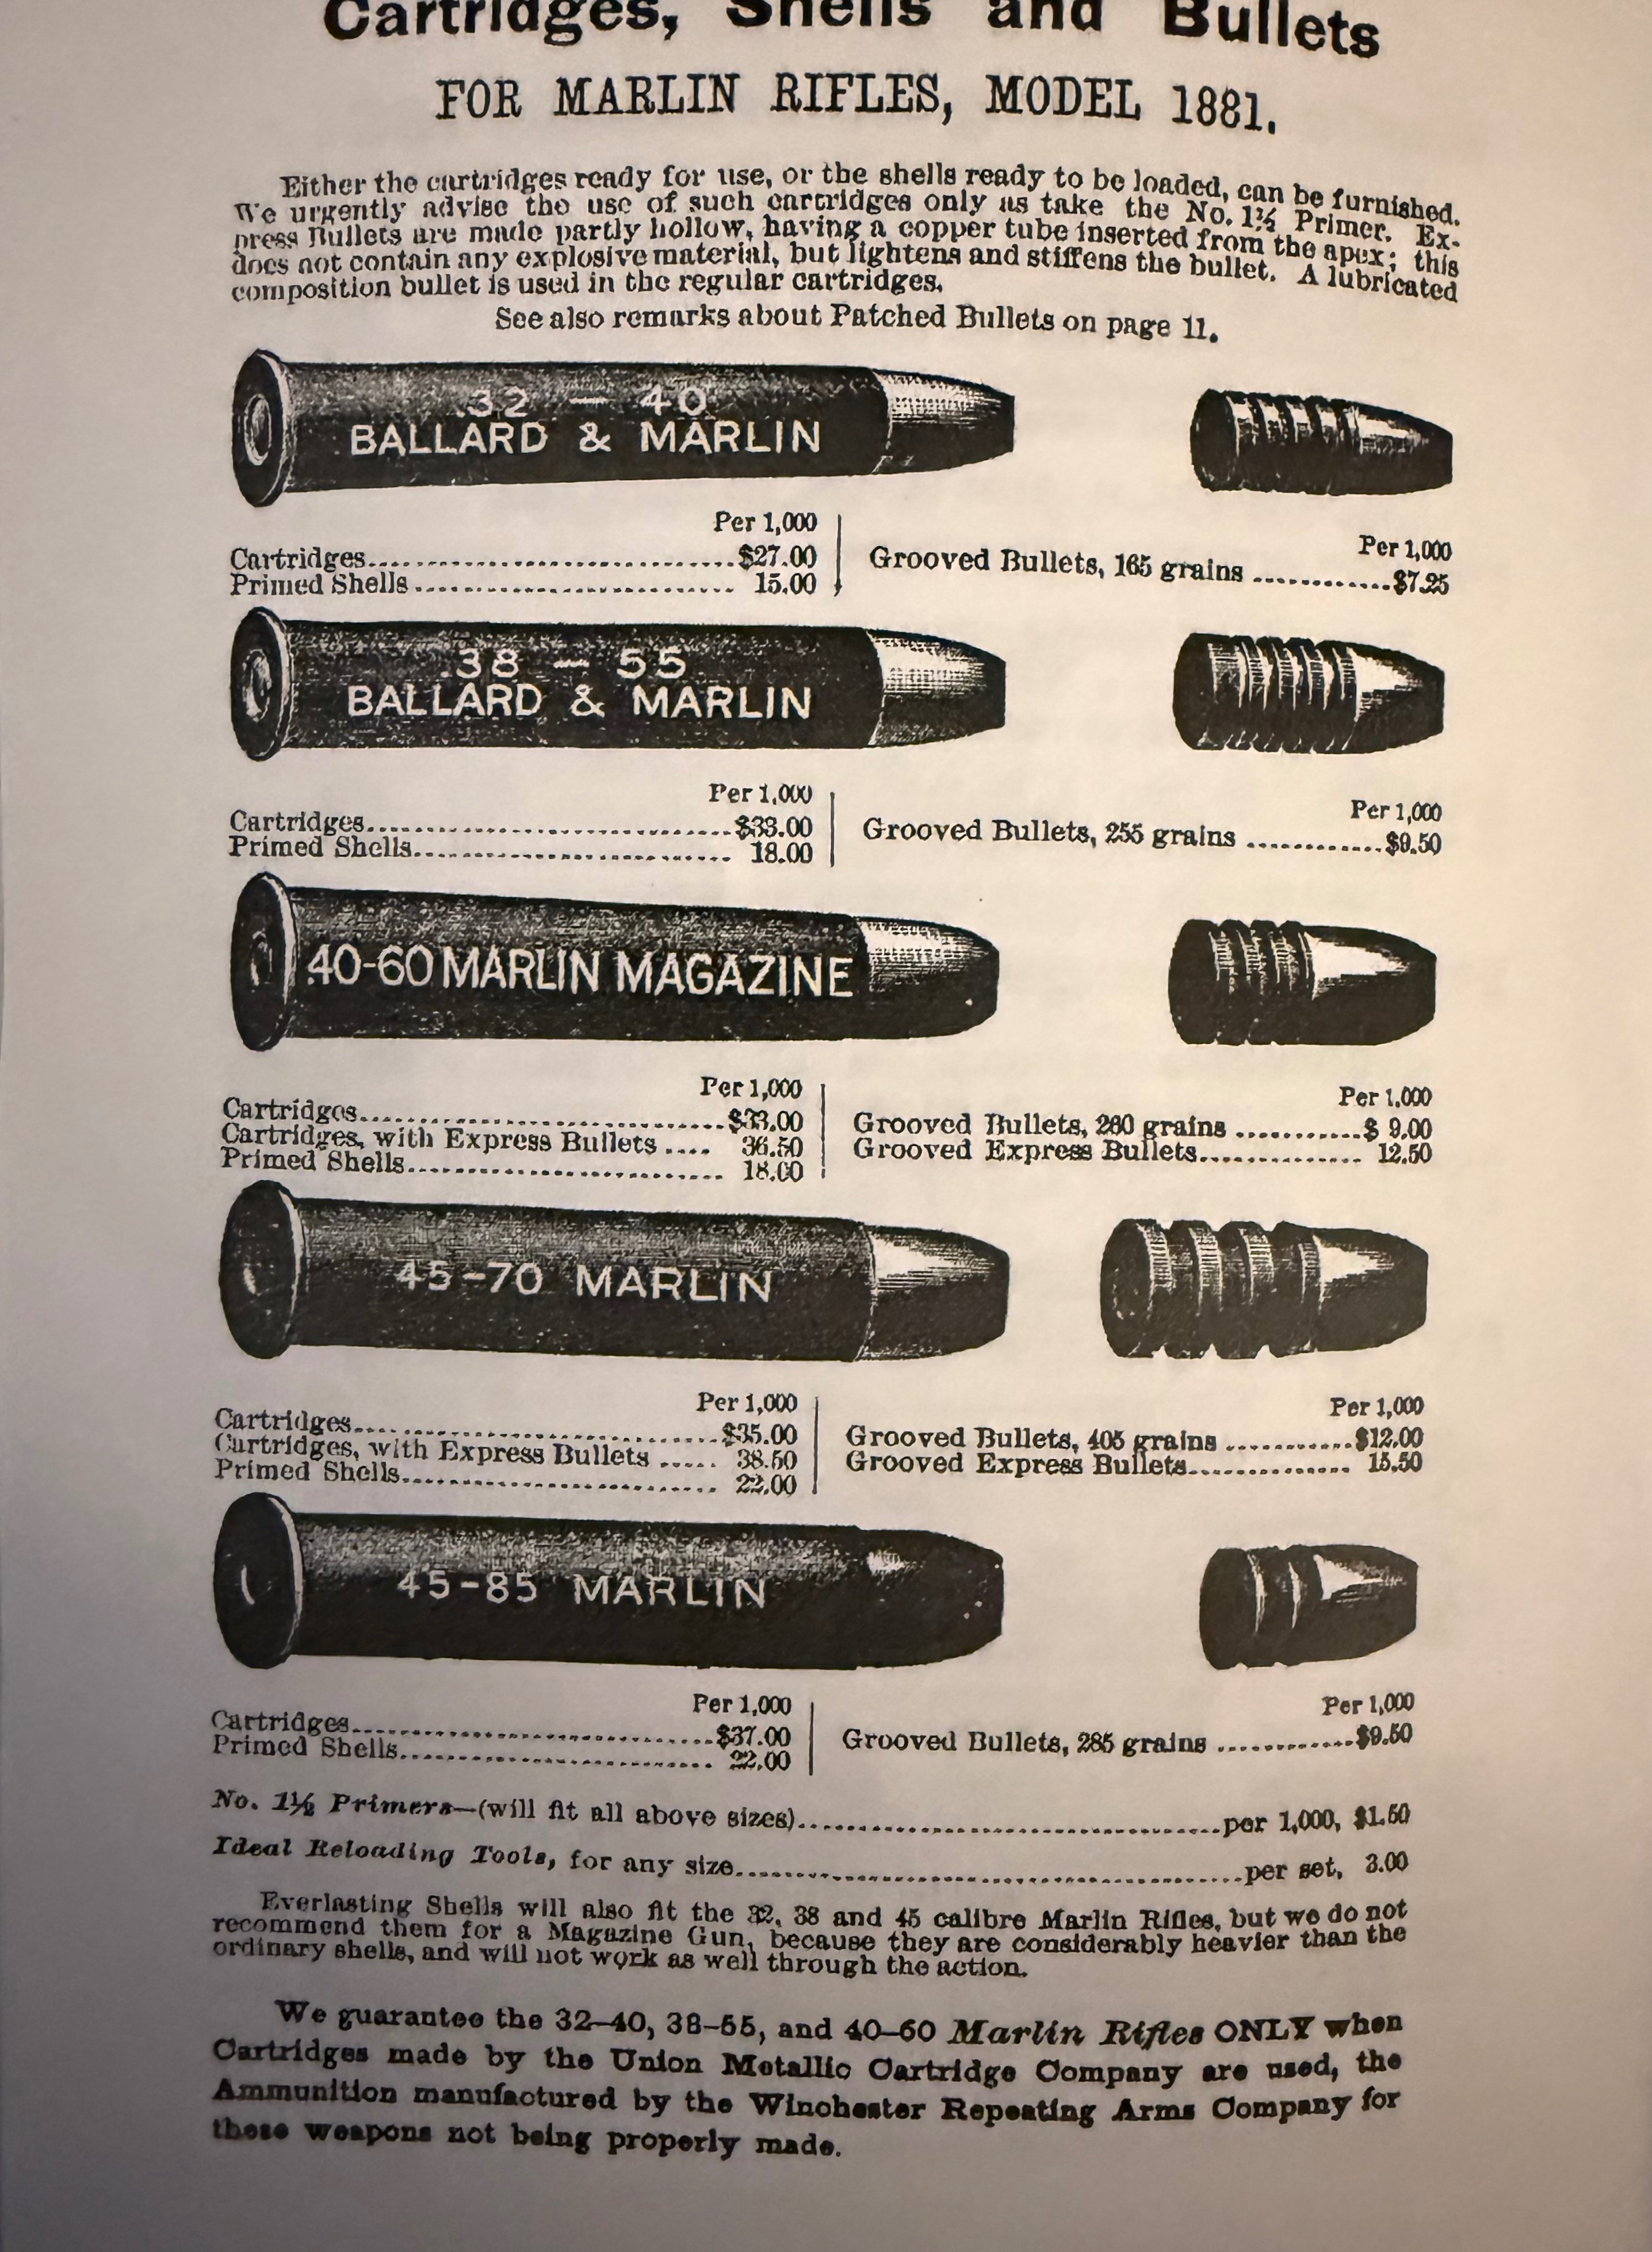 Cartridges, Shells and Bullets
FOR MARLIN RIFLES, MODEL 1881.
Either the cartridges ready for use, or the shells ready to be loaded, can be furnished.
We urgently advise the use of such cartridges only as take the No. 1½ Primer. Ex-
press Bullets are made partly hollow, having a copper tube inserted from the apex; this
does not contain any explosive material, but lightens and stiffens the bullet. A lubricated
composition bullet is used in the regular cartridges.
See also remarks about Patched Bullets on page 11.
.32 — 40
BALLARD & MARLIN
Per 1,000
Cartridges.................................$27.00
Primed Shells............................. 15.00
Per 1,000
Grooved Bullets, 165 grains ............$7.25
.38 — 55
BALLARD & MARLIN
Per 1,000
Cartridges.................................$33.00
Primed Shells............................. 18.00
Per 1,000
Grooved Bullets, 255 grains ............$9.50
.40-60 MARLIN MAGAZINE
Per 1,000
Cartridges.................................$33.00
Cartridges, with Express Bullets .... 36.50
Primed Shells............................. 18.00
Per 1,000
Grooved Bullets, 260 grains ............$ 9.00
Grooved Express Bullets............... 12.50
45-70 MARLIN
Per 1,000
Cartridges.................................$35.00
Cartridges, with Express Bullets ..... 38.50
Primed Shells............................. 22.00
Per 1,000
Grooved Bullets, 405 grains ............$12.00
Grooved Express Bullets............... 15.50
45-85 MARLIN
Per 1,000
Cartridges.................................$37.00
Primed Shells............................. 22.00
Per 1,000
Grooved Bullets, 285 grains ............$9.50
No. 1½ Primers—(will fit all above sizes)........................................per 1,000, $1.50
Ideal Reloading Tools, for any size................................................per set, 3.00
Everlasting Shells will also fit the 32, 38 and 45 calibre Marlin Rifles, but we do not
recommend them for a Magazine Gun, because they are considerably heavier than the
ordinary shells, and will not work as well through the action.
We guarantee the 32–40, 38–55, and 40–60 Marlin Rifles ONLY when
Cartridges made by the Union Metallic Cartridge Company are used, the
Ammunition manufactured by the Winchester Repeating Arms Company for
these weapons not being properly made.